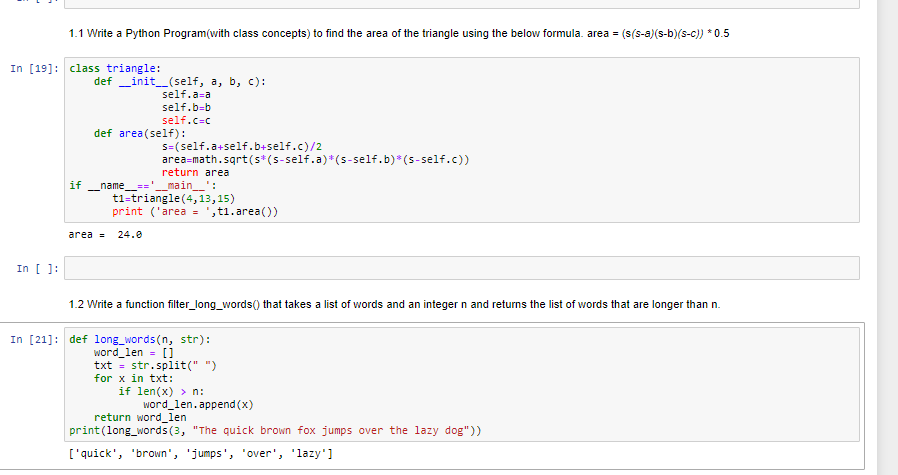 1.1 Write a Python Program(with class concepts) to find the area of the triangle using the below formula. area = (s(s-a)(s-b)(s-c)) * 0.5
In [19]: class triangle:
def __init__(self, a, b, c):
self.a=a
self.b=b
self.c=c
def area(self):
s=(self.a+self.b+self.c)/2
area=math.sqrt(s*(s-self.a)*(s-self.b)*(s-self.c))
return area
if __name__=='__main__':
t1=triangle(4,13,15)
print ('area = ',t1.area())
area =  24.0
In [ ]:
1.2 Write a function filter_long_words() that takes a list of words and an integer n and returns the list of words that are longer than n.
In [21]: def long_words(n, str):
word_len = []
txt = str.split(" ")
for x in txt:
if len(x) > n:
word_len.append(x)
return word_len
print(long_words(3, "The quick brown fox jumps over the lazy dog"))
['quick', 'brown', 'jumps', 'over', 'lazy']